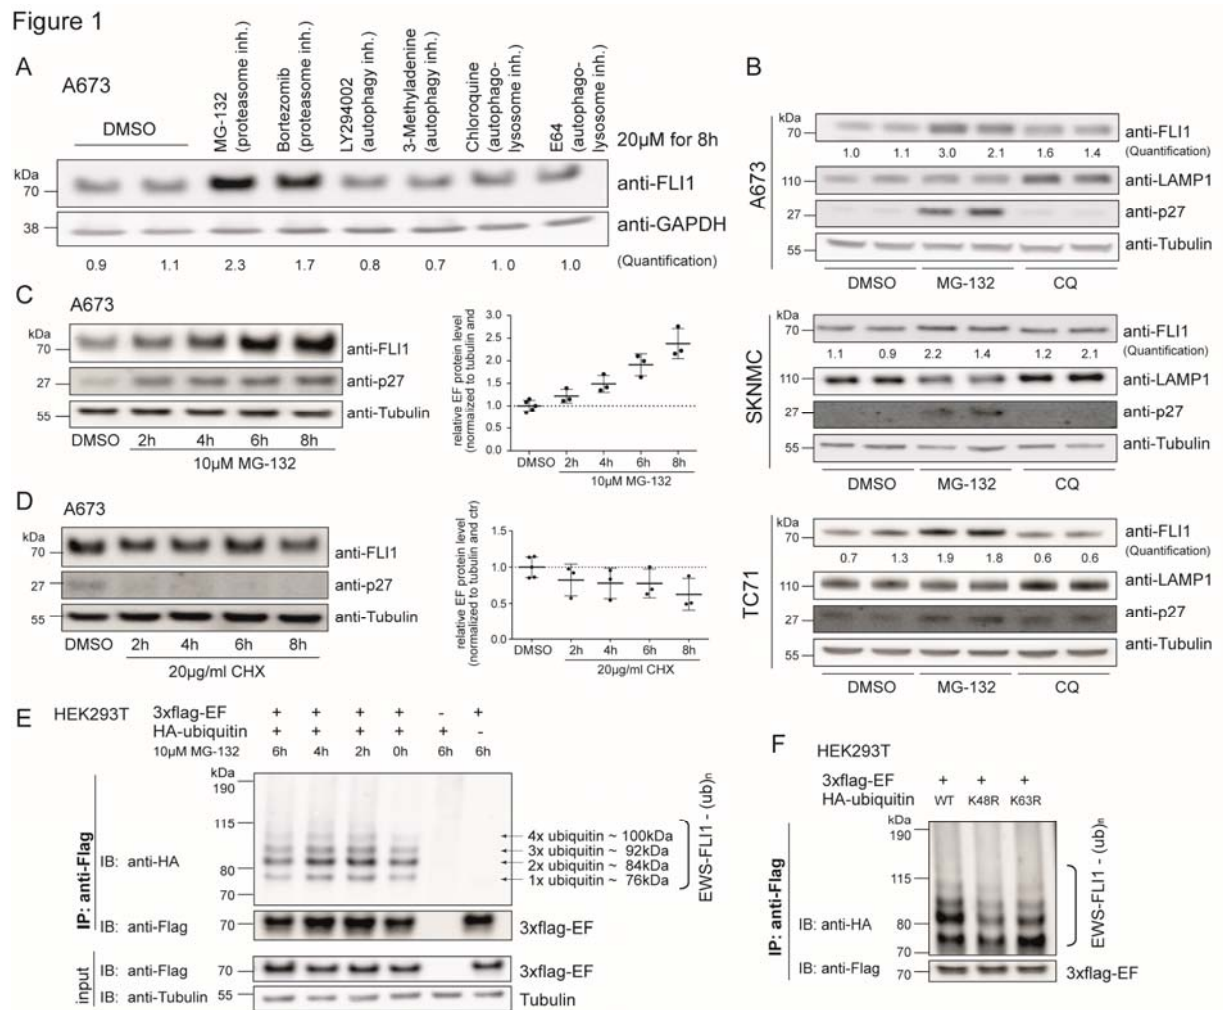 Figure 1
A
A673
DMSO
MG-132
(proteasome inh.)
Bortezomib
(proteasome inh.)
LY294002
(autophagy inh.)
3-Methyladenine
(autophagy inh.)
Chloroquine
(autophago-
lysosome inh.)
E64
(autophago-
lysosome inh.)
20µM for 8h
kDa
70
anti-FLI1
38
anti-GAPDH
0.9 1.1 2.3 1.7 0.8 0.7 1. 0 1.0 (Quantification)
B
A673
kDa
70
anti-FLI1
1.0 1.1 3.0 2.1 1.6 1.4 (Quantification)
110
anti-LAMP1
27
anti-p27
55
anti-Tubulin
DMSO MG-132 CQ
SKNMC
kDa
70
anti-FLI1
1.1 0.9 2.2 1.4 1.2 2.1 (Quantification)
110
anti-LAMP1
27
anti-p27
55
anti-Tubulin
DMSO MG-132 CQ
TC71
kDa
70
anti-FLI1
0.7 1.3 1.9 1.8 0.6 0.6 (Quantification)
110
anti-LAMP1
27
anti-p27
55
anti-Tubulin
DMSO MG-132 CQ
C
A673
kDa
70
anti-FLI1
27
anti-p27
55
anti-Tubulin
DMSO 2h 4h 6h 8h
10µM MG-132
relative EF protein level
(normalized to tubulin and
3.0
2.5
2.0
1.5
1.0
0.5
0.0
DMSO 2h 4h 6h 8h
10µM MG-132
D
A673
kDa
70
anti-FLI1
27
anti-p27
55
anti-Tubulin
DMSO 2h 4h 6h 8h
20µg/ml CHX
relative EF protein level
(normalized to tubulin and ctr)
1.5
1.0
0.5
0.0
DMSO 2h 4h 6h 8h
20µg/ml CHX
E
HEK293T
3xflag-EF + + + + - +
HA-ubiquitin + + + + + -
10µM MG-132 6h 4h 2h 0h 6h 6h
kDa
190
115
80
70
IP: anti-Flag
IB: anti-HA
4x ubiquitin ~ 100kDa
3x ubiquitin ~ 92kDa
2x ubiquitin ~ 84kDa
1x ubiquitin ~ 76kDa
EWS-FLI1 - (ub)n
IB: anti-Flag 70 3xflag-EF
input
IB: anti-Flag 70 3xflag-EF
IB: anti-Tubulin 55 Tubulin
F
HEK293T
3xflag-EF + + +
HA-ubiquitin WT K48R K63R
kDa
190
115
80
70
IP: anti-Flag
IB: anti-HA
EWS-FLI1 - (ub)n
IB: anti-Flag 70 3xflag-EF